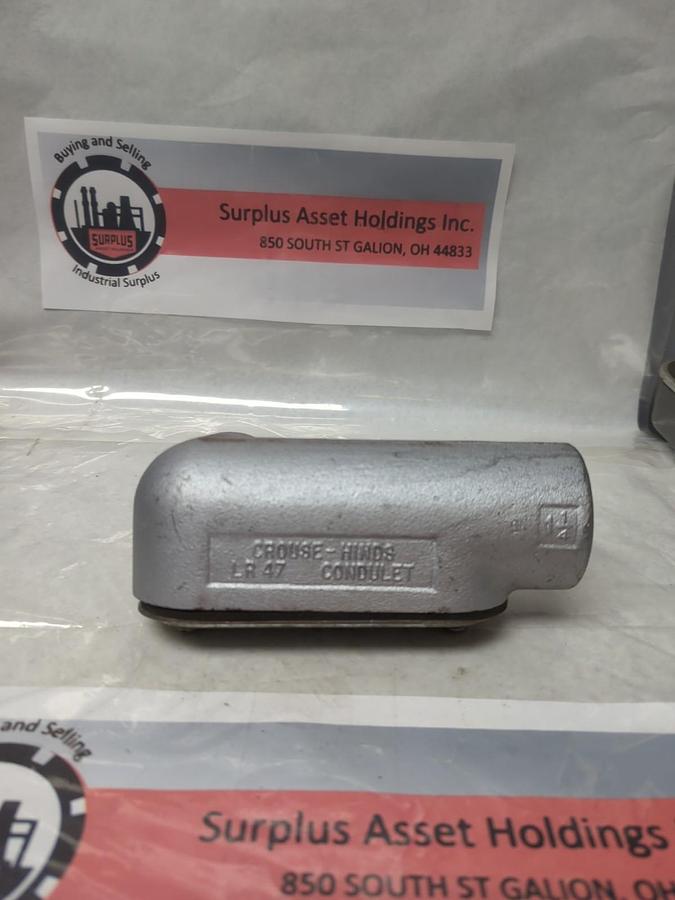 Buying and Selling
Surplus Asset Holdings Inc.
850 SOUTH ST GALION, OH 44833
SURPLUS
Industrial Surplus
CROUSE-HINDS
LR 47 CONDULET
1 1/4
and Selling
Surplus Asset Holdings
850 SOUTH ST GALION, OH